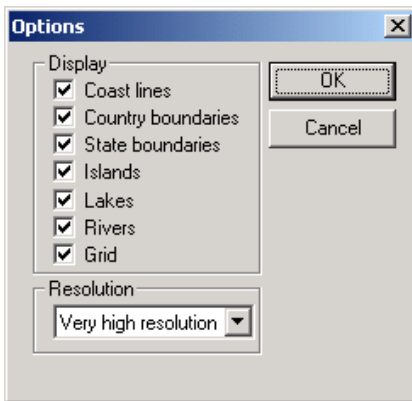 Options
Display
Coast lines
Country boundaries
State boundaries
Islands
Lakes
Rivers
Grid
OK
Cancel
Resolution
Very high resolution